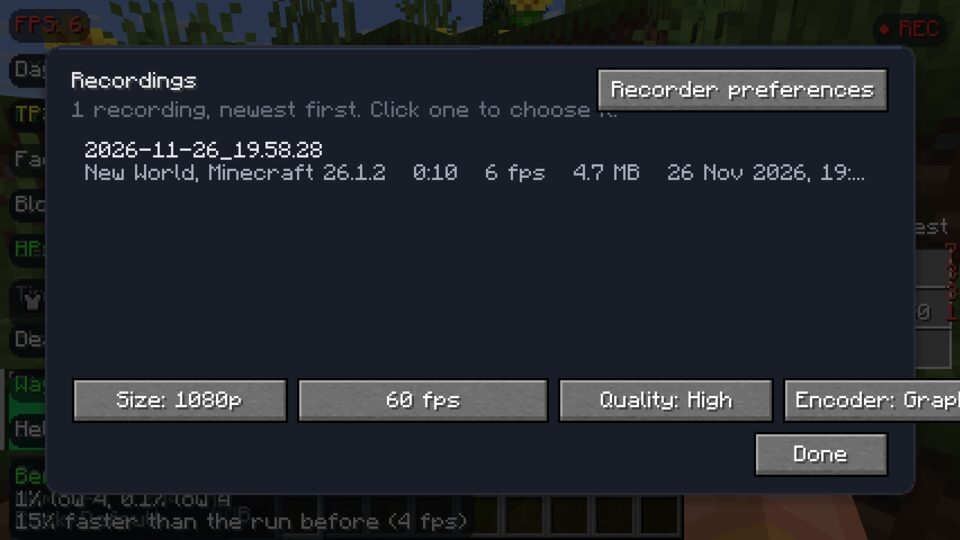 FPS: 6
REC
Recordings
Recorder preferences
1 recording, newest first. Click one to choose
2026-11-26_19.58.28
New World, Minecraft 26.1.2 0:10 6 fps 4.7 MB 26 Nov 2026, 19:...
Size: 1080p
60 fps
Quality: High
Encoder: Grap
Done
1% low 4, 0.1% low 4
15% faster than the run before (4 fps)